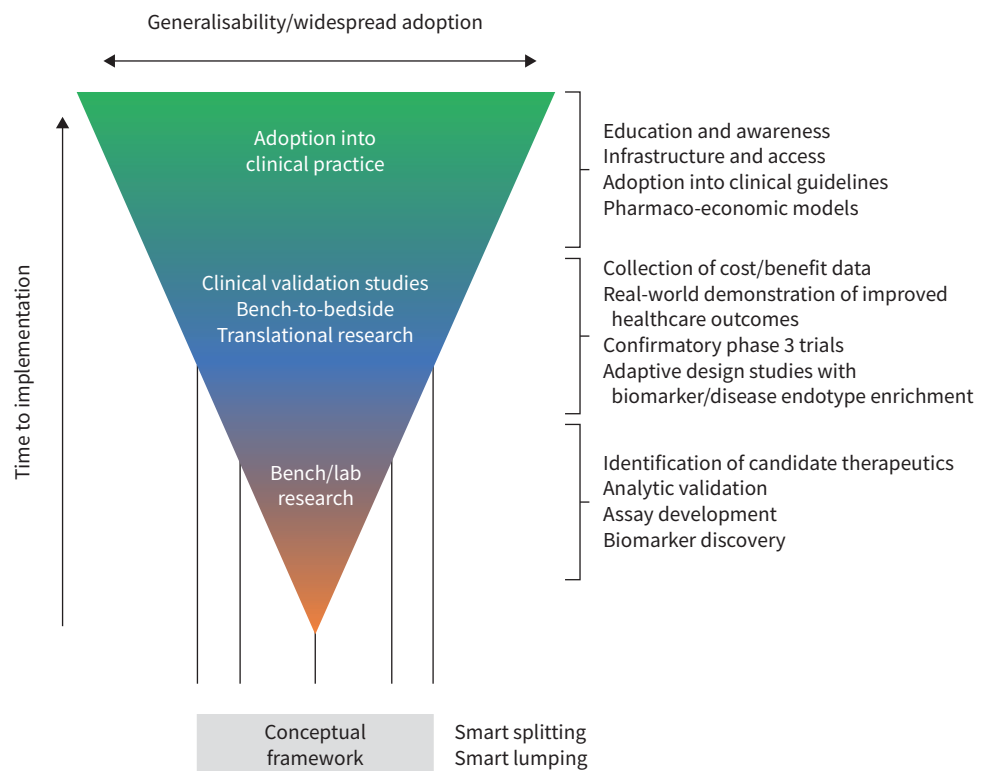 Generalisability/widespread adoption
Time to implementation
Adoption into
clinical practice
Clinical validation studies
Bench-to-bedside
Translational research
Bench/lab
research
Education and awareness
Infrastructure and access
Adoption into clinical guidelines
Pharmaco-economic models
Collection of cost/benefit data
Real-world demonstration of improved
healthcare outcomes
Confirmatory phase 3 trials
Adaptive design studies with
biomarker/disease endotype enrichment
Identification of candidate therapeutics
Analytic validation
Assay development
Biomarker discovery
Conceptual
framework
Smart splitting
Smart lumping